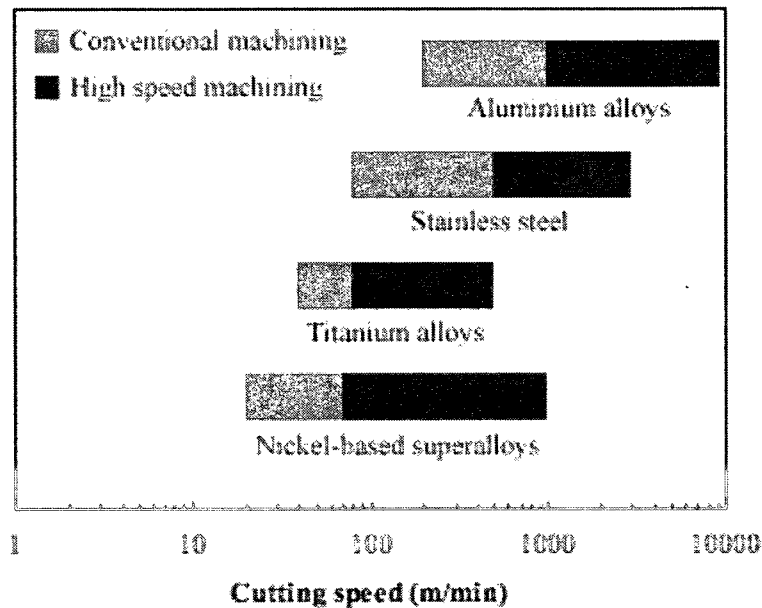 Conventional machining
High speed machining
Aluminium alloys
Stainless steel
Titanium alloys
Nickel-based superalloys
1 10 100 1000 10000
Cutting speed (m/min)